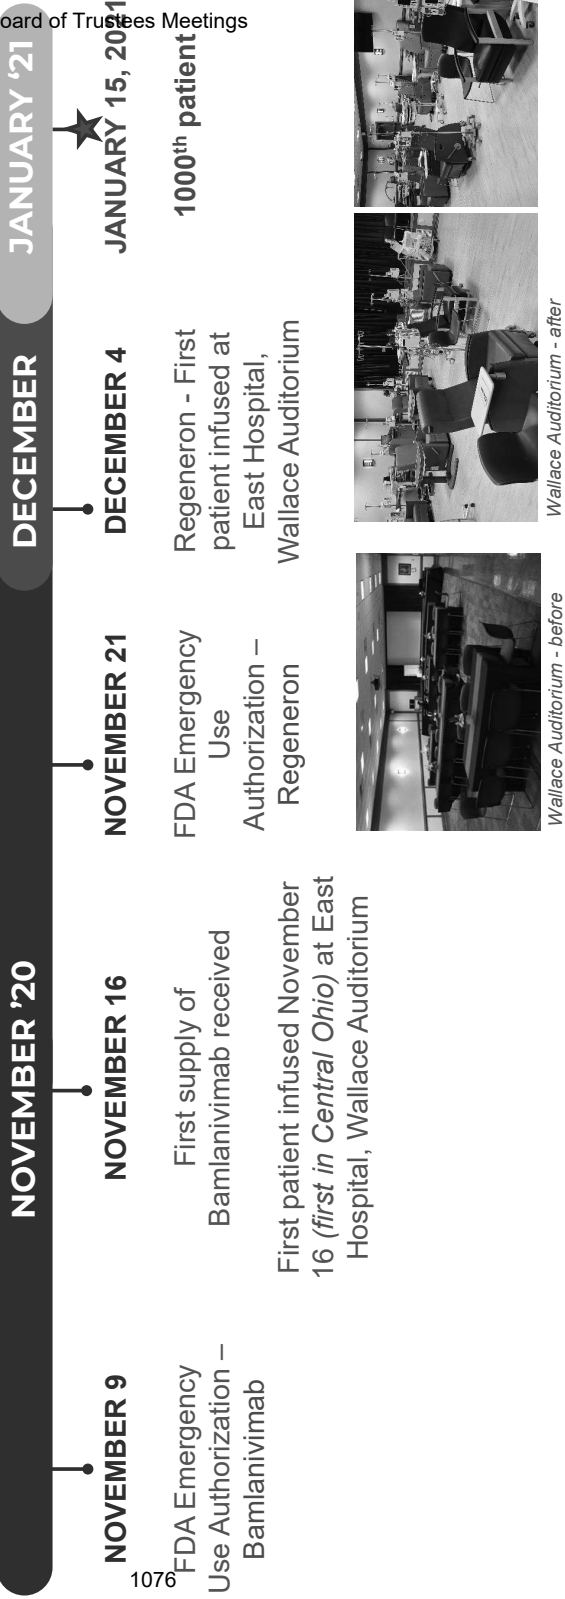 oard of Trustees Meetings
NOVEMBER ’20
DECEMBER
JANUARY ‘21
NOVEMBER 9
FDA Emergency
Use Authorization –
Bamlanivimab
NOVEMBER 16
First supply of
Bamlanivimab received
First patient infused November
16 (first in Central Ohio) at East
Hospital, Wallace Auditorium
NOVEMBER 21
FDA Emergency
Use
Authorization –
Regeneron
DECEMBER 4
Regeneron - First
patient infused at
East Hospital,
Wallace Auditorium
JANUARY 15, 2021
1000th patient
Wallace Auditorium - before
Wallace Auditorium - after
1076